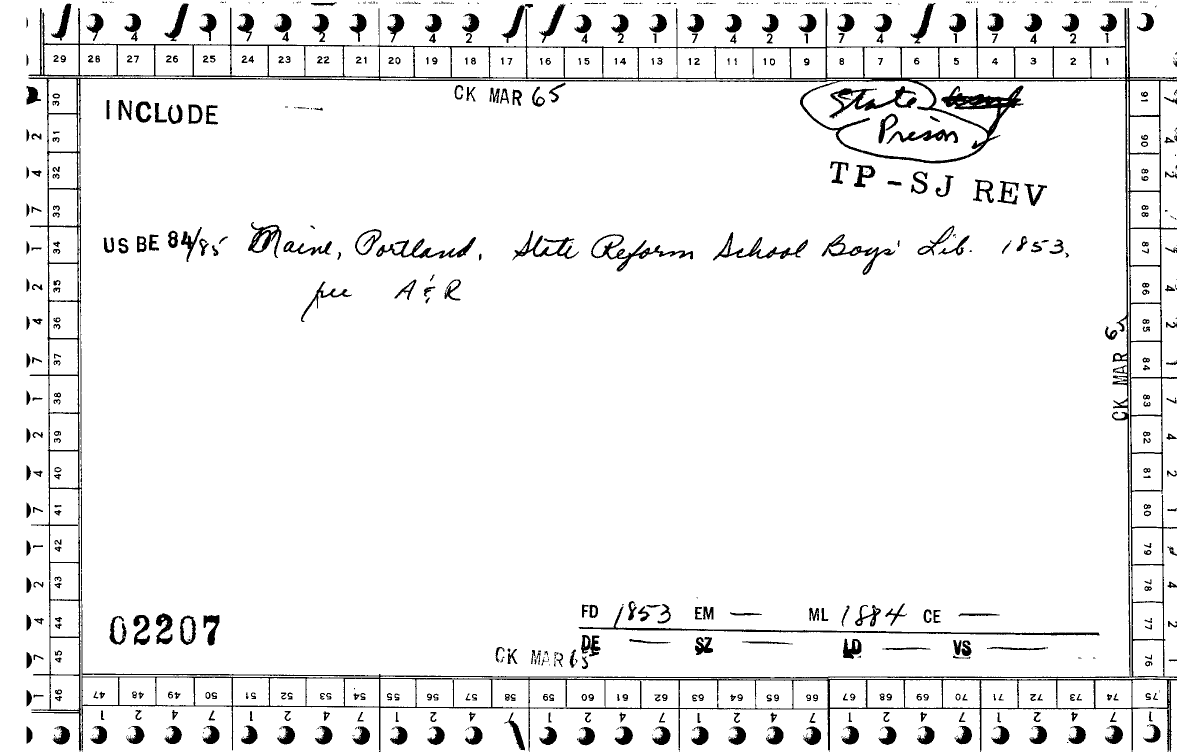 7 4 2 1 7 4 2 1 7 4 2 1 7 4 2 1 7 4 2 1 7 4 2 1 7 4 2 1
29 28 27 26 25 24 23 22 21 20 19 18 17 16 15 14 13 12 11 10 9 8 7 6 5 4 3 2 1
INCLUDE
CK MAR 65
State
Prison
TP-SJ REV
US BE 84/85 Maine, Portland, State Reform School Boys' Lib. 1853,
per A & R
CK MAR 65
02207
FD 1853 EM — ML 1884 CE —
DE — SZ — LD — VS —
CK MAR 65
30 31 32 33 34 35 36 37 38 39 40 41 42 43 44 45 46
91 90 89 88 87 86 85 84 83 82 81 80 79 78 77 76
47 48 49 50 51 52 53 54 55 56 57 58 59 60 61 62 63 64 65 66 67 68 69 70 71 72 73 74 75
1 2 4 7 1 2 4 7 1 2 4 7 1 2 4 7 1 2 4 7 1 2 4 7 1 2 4 7 1